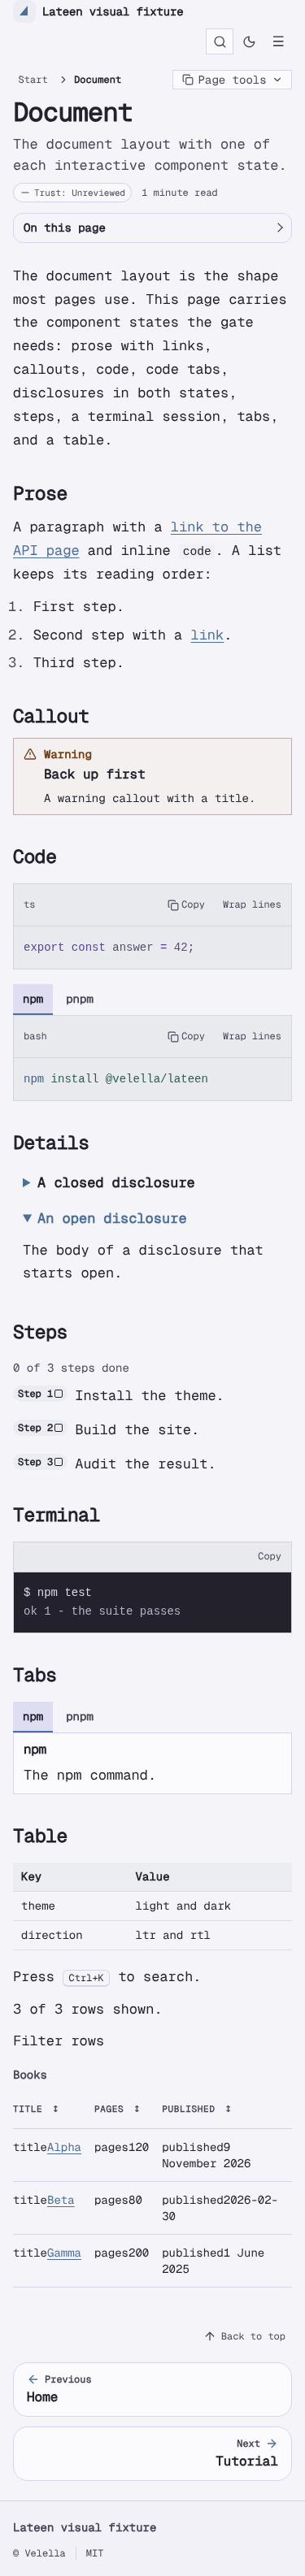 Lateen visual fixture
Start > Document
Page tools
Document
The document layout with one of
each interactive component state.
Trust: Unreviewed
1 minute read
On this page
The document layout is the shape
most pages use. This page carries
the component states the gate
needs: prose with links,
callouts, code, code tabs,
disclosures in both states,
steps, a terminal session, tabs,
and a table.
Prose
A paragraph with a link to the
API page and inline code. A list
keeps its reading order:
1. First step.
2. Second step with a link.
3. Third step.
Callout
Warning
Back up first
A warning callout with a title.
Code
ts Copy Wrap lines
export const answer = 42;
npm pnpm
bash Copy Wrap lines
npm install @velella/lateen
Details
A closed disclosure
An open disclosure
The body of a disclosure that
starts open.
Steps
0 of 3 steps done
Step 1 Install the theme.
Step 2 Build the site.
Step 3 Audit the result.
Terminal
Copy
$ npm test
ok 1 - the suite passes
Tabs
npm pnpm
npm
The npm command.
Table
Key Value
theme light and dark
direction ltr and rtl
Press Ctrl+K to search.
3 of 3 rows shown.
Filter rows
Books
TITLE ↕ PAGES ↕ PUBLISHED ↕
titleAlpha pages120 published9
November 2026
titleBeta pages80 published2026-02-
30
titleGamma pages200 published1 June
2025
↑ Back to top
← Previous
Home
Next →
Tutorial
Lateen visual fixture
© Velella MIT